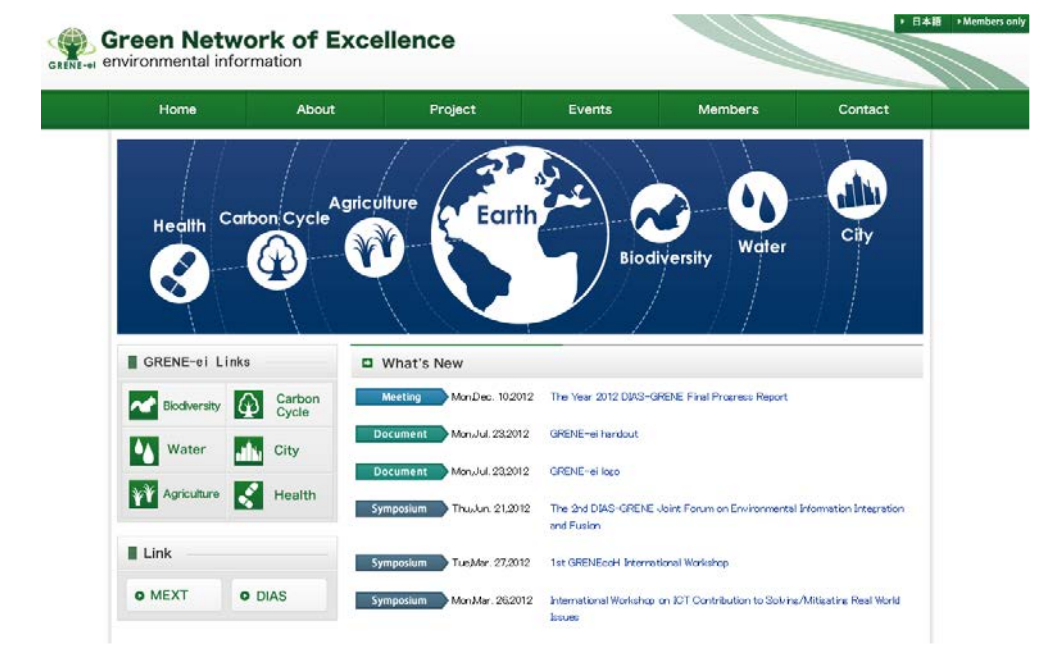 日本語 Members only
GRENE-ei
Green Network of Excellence
environmental information
Home About Project Events Members Contact
Health
Carbon Cycle
Agriculture
Earth
Biodiversity
Water
City
GRENE-ei Links
Biodiversity
Carbon Cycle
Water
City
Agriculture
Health
Link
MEXT
DIAS
What's New
Meeting Mon,Dec. 10,2012 The Year 2012 DIAS-GRENE Final Progress Report
Document Mon,Jul. 23,2012 GRENE-ei handout
Document Mon,Jul. 23,2012 GRENE-ei logo
Symposium Thu,Jun. 21,2012 The 2nd DIAS-GRENE Joint Forum on Environmental Information Integration
and Fusion
Symposium Tue,Mar. 27,2012 1st GRENEcoH International Workshop
Symposium Mon,Mar. 26,2012 International Workshop on ICT Contribution to Solving/Mitigating Real World
Issues